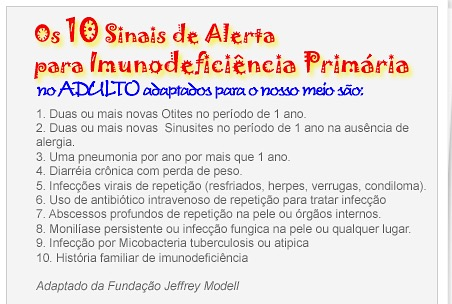 Os 10 Sinais de Alerta
para Imunodeficiência Primária
no ADULTO adaptados para o nosso meio são:
1. Duas ou mais novas Otites no período de 1 ano.
2. Duas ou mais novas  Sinusites no período de 1 ano na ausência de
alergia.
3. Uma pneumonia por ano por mais que 1 ano.
4. Diarréia crônica com perda de peso.
5. Infecções virais de repetição (resfriados, herpes, verrugas, condiloma).
6. Uso de antibiótico intravenoso de repetição para tratar infecção
7. Abscessos profundos de repetição na pele ou órgãos internos.
8. Monilíase persistente ou infecção fungica na pele ou qualquer lugar.
9. Infecção por Micobacteria tuberculosis ou atipica
10. História familiar de imunodeficiência
Adaptado da Fundação Jeffrey Modell